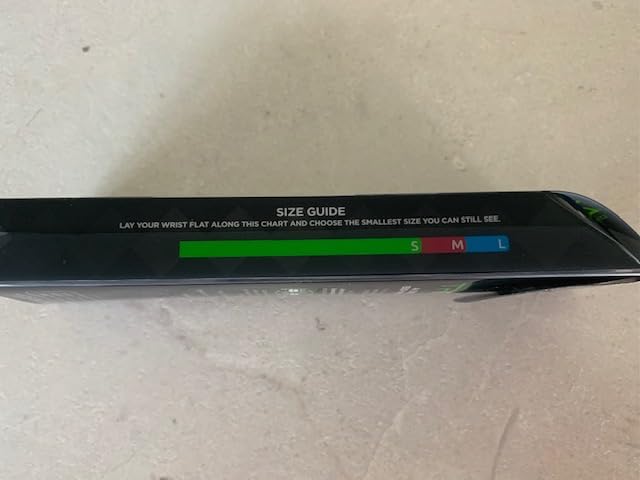 SIZE GUIDE
LAY YOUR WRIST FLAT ALONG THIS CHART AND CHOOSE THE SMALLEST SIZE YOU CAN STILL SEE.
S M L